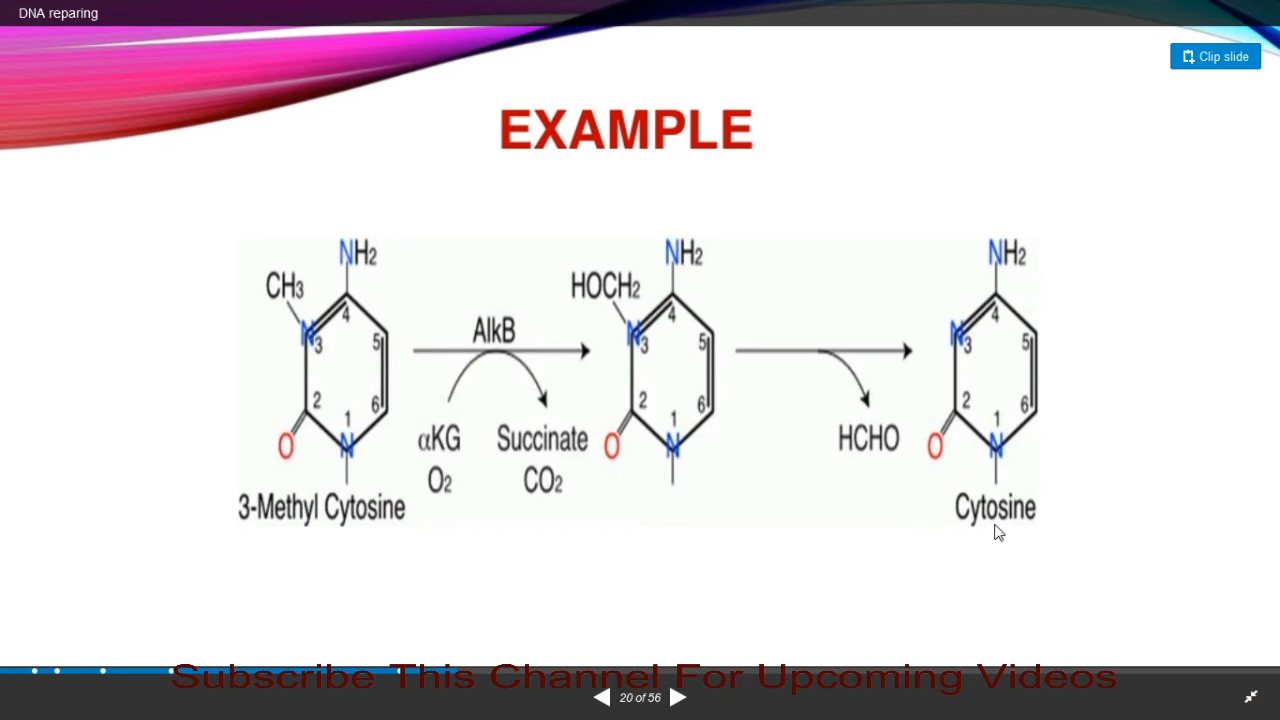 DNA reparing
Clip slide
EXAMPLE
NH2
CH3
N
3
4
5
2
1
6
O
N
3-Methyl Cytosine
AlkB
αKG
O2
Succinate
CO2
NH2
HOCH2
N
3
4
5
2
1
6
O
N
HCHO
NH2
N
3
4
5
2
1
6
O
N
Cytosine
Subscribe This Channel For Upcoming Videos
20 of 56